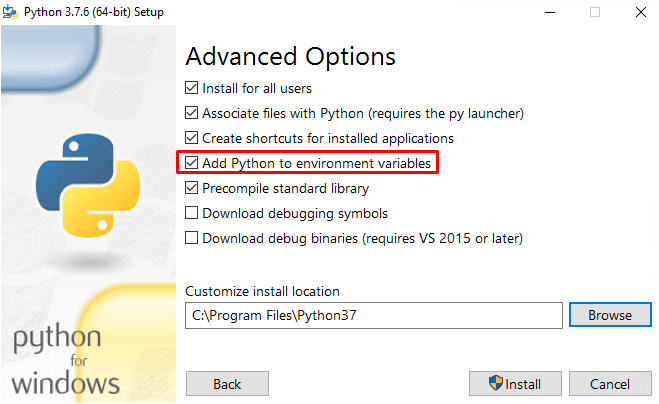 Python 3.7.6 (64-bit) Setup
Advanced Options
Install for all users
Associate files with Python (requires the py launcher)
Create shortcuts for installed applications
Add Python to environment variables
Precompile standard library
Download debugging symbols
Download debug binaries (requires VS 2015 or later)
Customize install location
C:\Program Files\Python37
Browse
python
for
windows
Back
Install
Cancel